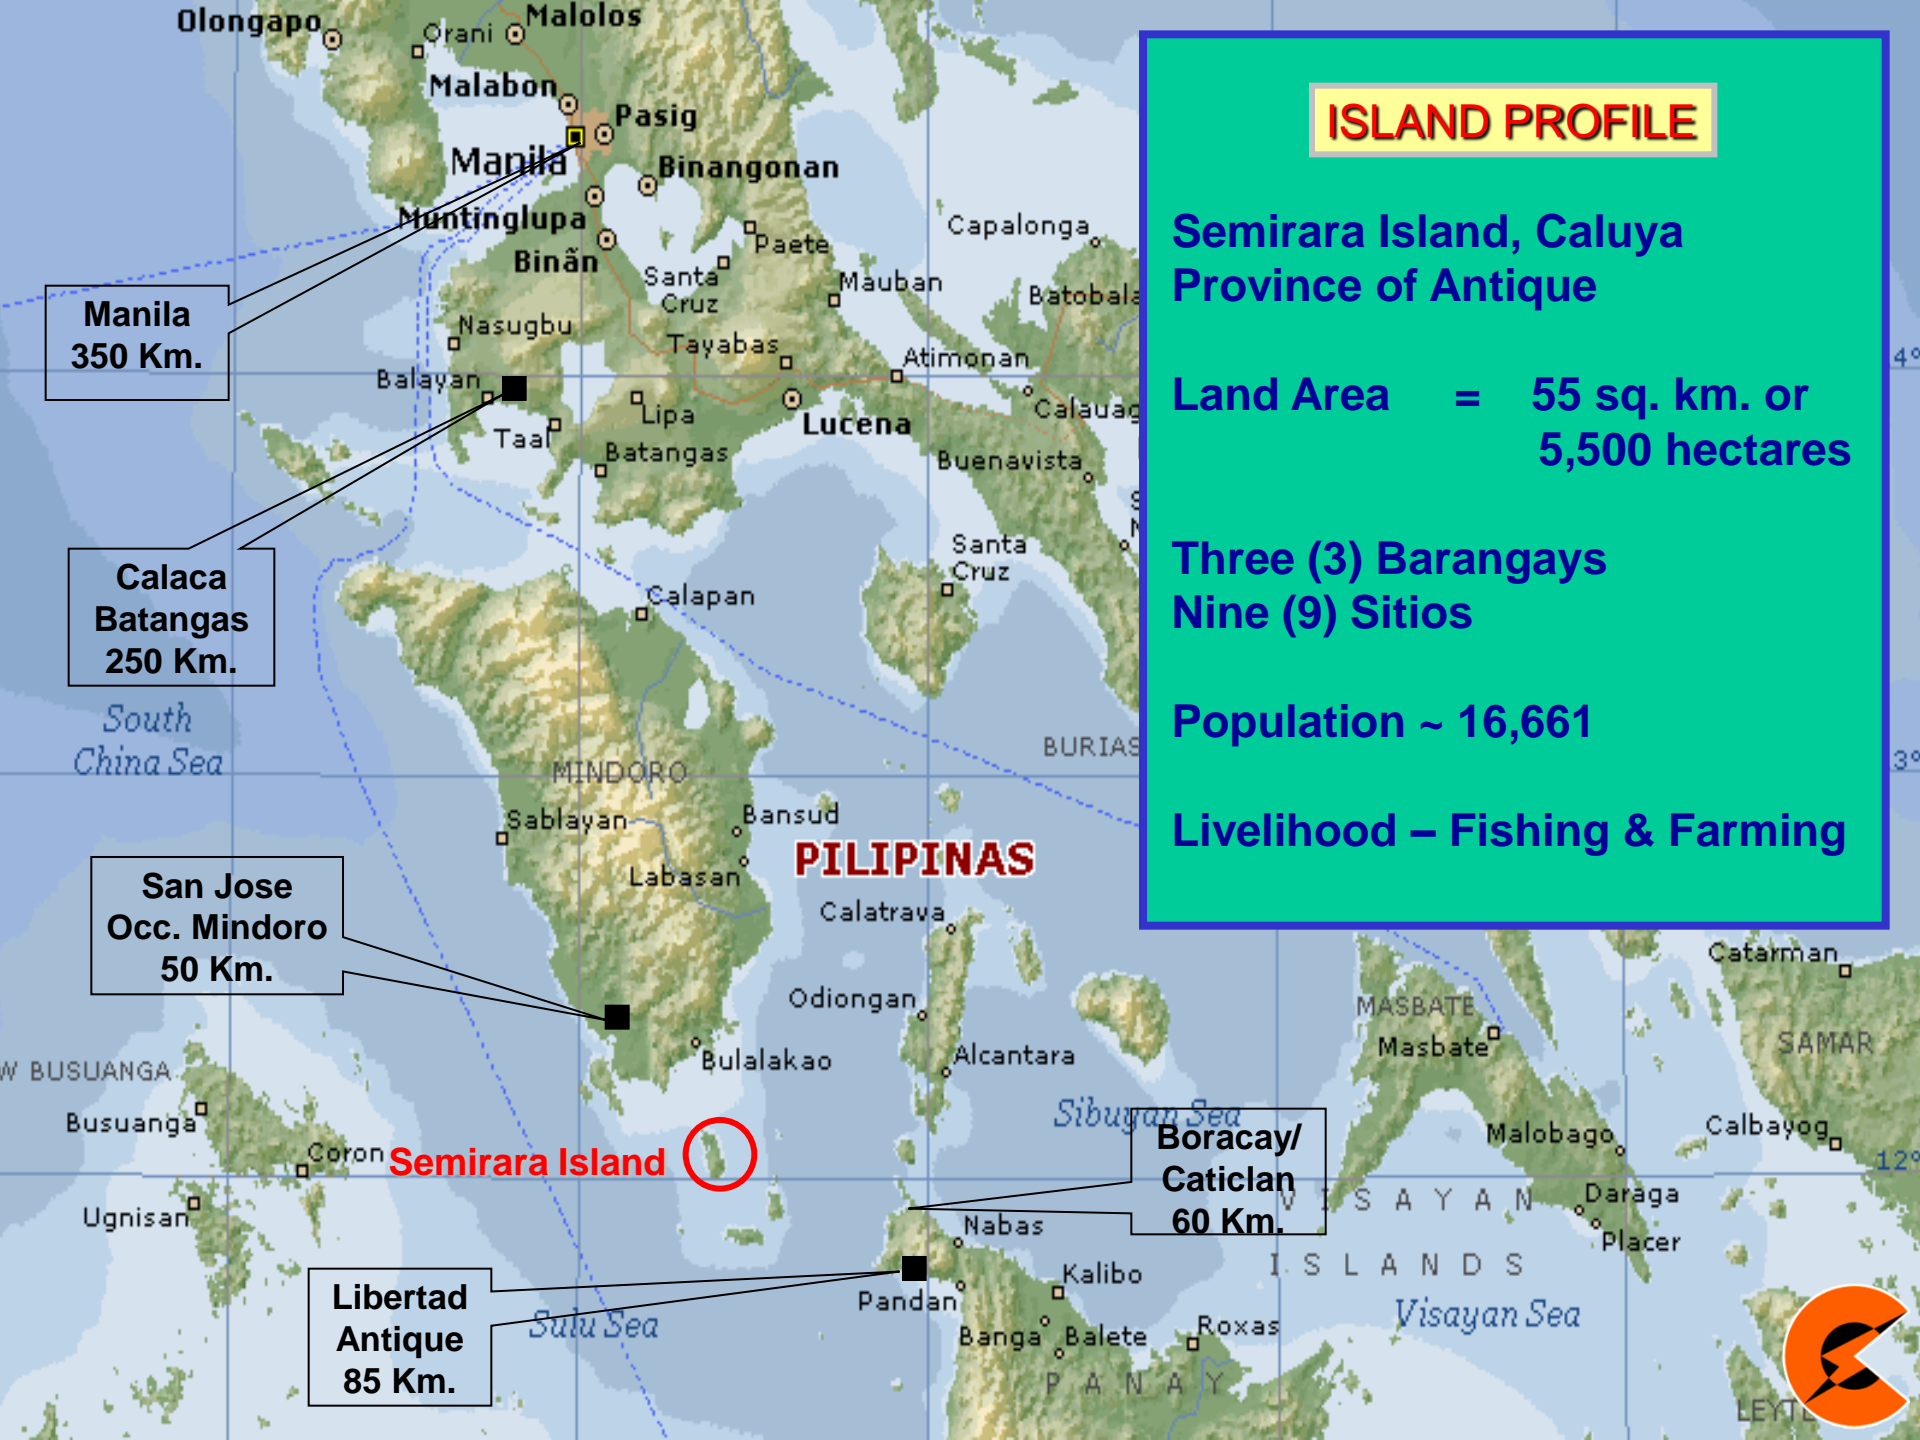 Olongapo
Orani
Malolos
Malabon
Pasig
Manila
Binangonan
Muntinglupa
Binãn
Paete
Santa
Cruz
Mauban
Capalonga
Manila
350 Km.
Nasugbu
Tayabas
Atimonan
Balayan
Lipa
Lucena
Taal
Batangas
Buenavista
Calaca
Batangas
250 Km.
Santa
Cruz
Calapan
South
China Sea
BURIAS
MINDORO
Sablayan
Bansud
PILIPINAS
Labasan
San Jose
Occ. Mindoro
50 Km.
Calatrava
Odiongan
Alcantara
Bulalakao
Catarman
MASBATE
Masbate
SAMAR
W BUSUANGA
Busuanga
Coron
Semirara Island
Ugnisan
Sibuyan Sea
Boracay/
Caticlan
60 Km.
Malobago
Calbayog
12°
VISAYAN
ISLANDS
Daraga
Placer
Nabas
Kalibo
Pandan
Libertad
Antique
85 Km.
Sulu Sea
Banga
Balete
Roxas
Visayan Sea
PANAY
LEYTE
ISLAND PROFILE
Semirara Island, Caluya
Province of Antique
Land Area = 55 sq. km. or
5,500 hectares
Three (3) Barangays
Nine (9) Sitios
Population ~ 16,661
Livelihood – Fishing & Farming
4°
3°